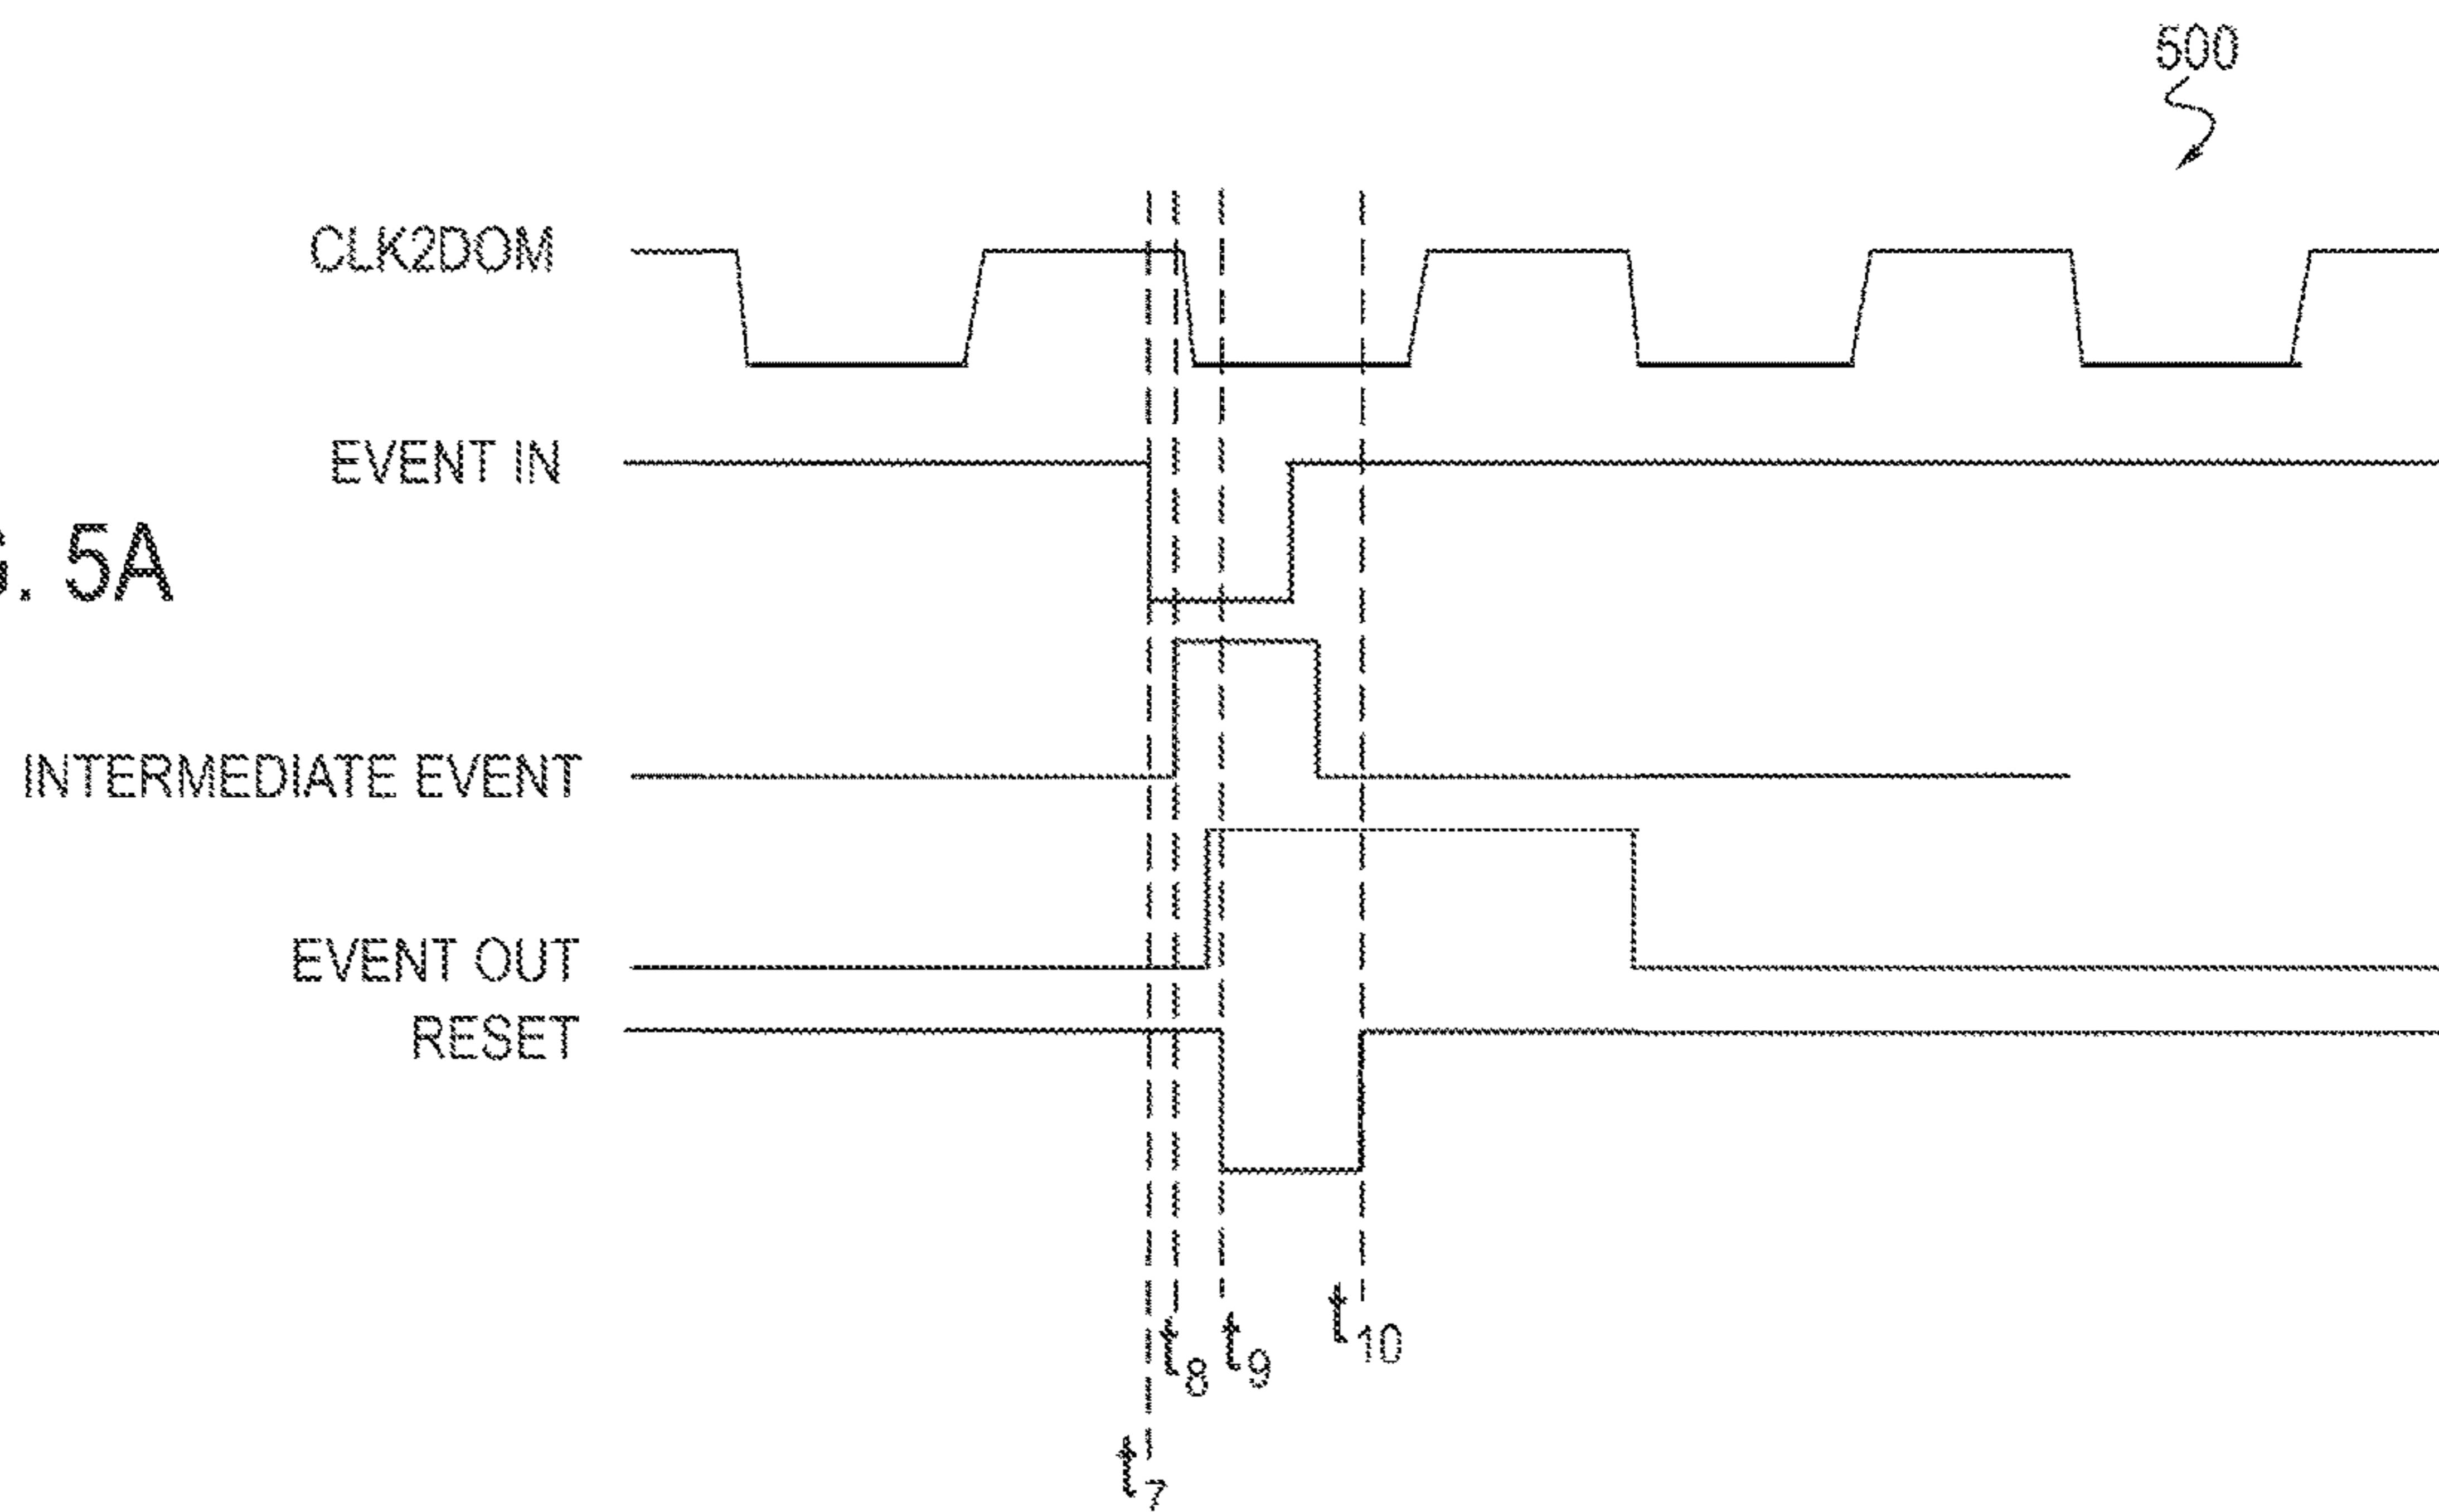 500
CLK2DOM
EVENT IN
G. 5A
INTERMEDIATE EVENT
EVENT OUT
RESET
t10
t8 t9
t7